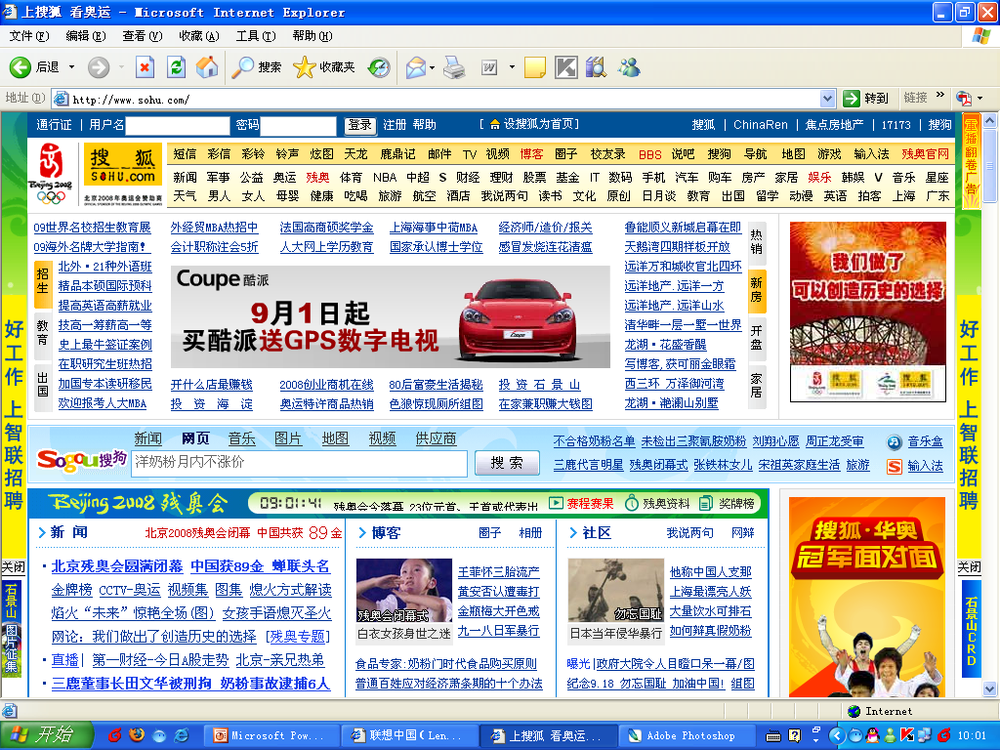 上搜狐 看奥运 - Microsoft Internet Explorer
文件(F) 编辑(E) 查看(V) 收藏(A) 工具(T) 帮助(H)
后退 搜索 收藏夹
地址(D) http://www.sohu.com/ 转到 链接 »
通行证 | 用户名 密码 登录 注册 帮助 [ 设搜狐为首页] 搜狐 | ChinaRen | 焦点房地产 | 17173 | 搜狗
搜狐 SOHU.com
Beijing 2008
北京2008年奥运会赞助商
短信 彩信 彩铃 铃声 炫图 天龙 鹿鼎记 邮件 TV 视频 博客 圈子 校友录 BBS 说吧 搜狗 导航 地图 游戏 输入法 残奥官网
新闻 军事 公益 奥运 残奥 体育 NBA 中超 S 财经 理财 股票 基金 IT 数码 手机 汽车 购车 房产 家居 娱乐 韩娱 V 音乐 星座
天气 男人 女人 母婴 健康 吃喝 旅游 航空 酒店 我说两句 读书 文化 原创 日月谈 教育 出国 留学 动漫 英语 拍客 上海 广东
重播翻卷广告
09世界名校招生教育展 外经贸MBA热招中 法国高商硕奖学金 上海海事中荷MBA 经济师/造价/报关 鲁能顺义新城启幕在即
09海外名牌大学指南! 会计职称注会5折 人大网上学历教育 国家承认博士学位 感冒发烧连花清瘟 天鹅湾四期样板开放
招生
北外·21种外语班
精品本硕国际预科
提高英语高薪就业
教育
技高一筹薪高一等
史上最牛签证案例
在职研究生班热招
出国
加国专本读研移民
欢迎报考人大MBA
Coupe 酷派
9月1日起
买酷派送GPS数字电视
开什么店最赚钱 2008创业商机在线 80后富豪生活揭秘 投 资 石 景 山
投 资 海 淀 奥运特许商品热销 色狼惊现厕所组图 在家兼职赚大钱图
远洋万和城收官北四环
远洋地产.远洋一方
远洋地产.远洋山水
清华畔一层一墅一世界
龙湖·花盛香醍
写博客,获可丽金眼霜
西三环 万泽御河湾
龙湖·滟澜山别墅
热销
新房
开盘
家居
我们做了
可以创造历史的选择
好工作 上智联招聘
好工作 上智联招聘
Sogou搜狗
新闻 网页 音乐 图片 地图 视频 供应商
洋奶粉月内不涨价 搜 索
不合格奶粉名单 未检出三聚氰胺奶粉 刘翔心愿 周正龙受审 音乐盒
三鹿代言明星 残奥闭幕式 张铁林女儿 宋祖英家庭生活 旅游 输入法
Beijing 2008 残奥会 09:01:41 残奥会今落幕 23位元首、王首或代表出 赛程赛果 残奥资料 奖牌榜
新 闻 北京2008残奥会闭幕 中国共获 89 金
· 北京残奥会圆满闭幕 中国获89金 蝉联头名
金牌榜 CCTV-奥运 视频集 图集 熄火方式解读
焰火“未来”惊艳全场(图) 女孩手语熄灭圣火
网论: 我们做出了创造历史的选择 [残奥专题]
· 直播| 第一财经-今日A股走势 北京-亲兄热弟
· 三鹿董事长田文华被刑拘 奶粉事故逮捕6人
博客 圈子 相册
残奥会闭幕式
白衣女孩身世之迷
王菲怀三胎流产
黄安否认遭毒打
金瓶梅大开色戒
九一八日军暴行
食品专家:奶粉门时代食品购买原则
普通百姓应对经济萧条期的十个办法
社区 我说两句 网辩
勿忘国耻
日本当年侵华暴行
他称中国人支那
上海最漂亮人妖
大量饮水可排石
如何辩真假奶粉
曝光|政府大院令人目瞪口呆一幕/图
纪念9.18 勿忘国耻 加油中国! 组图
搜狐·华奥
冠军面对面
关闭
石景山图片征集
关闭
石景山CRD
Internet
开始 Microsoft Pow... 联想中国 (Len... 上搜狐 看奥运... Adobe Photoshop 10:01